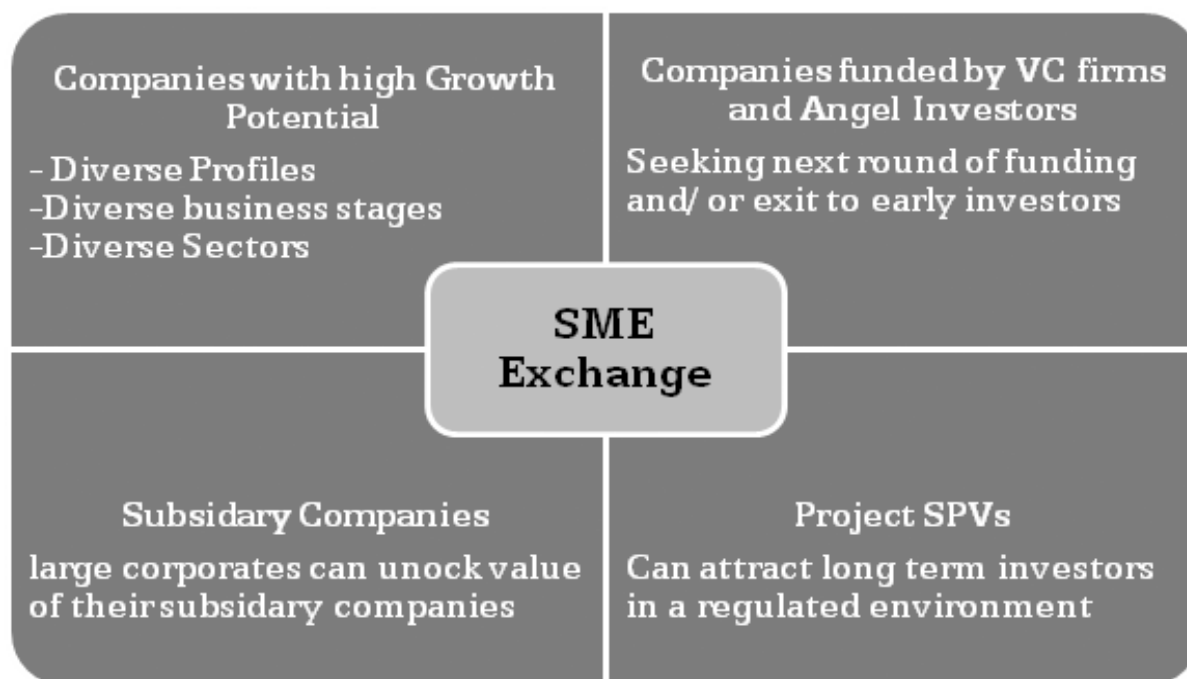 Companies with high Growth
Potential
- Diverse Profiles
-Diverse business stages
-Diverse Sectors
Companies funded by VC firms
and Angel Investors
Seeking next round of funding
and/ or exit to early investors
SME
Exchange
Subsidary Companies
large corporates can unock value
of their subsidary companies
Project SPVs
Can attract long term investors
in a regulated environment